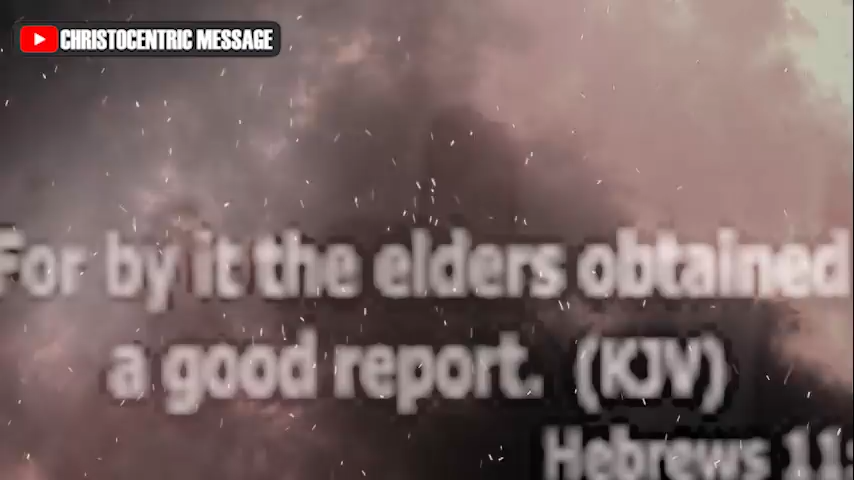 CHRISTOCENTRIC MESSAGE
For by it the elders obtained
a good report. (KJV)
Hebrews 11: